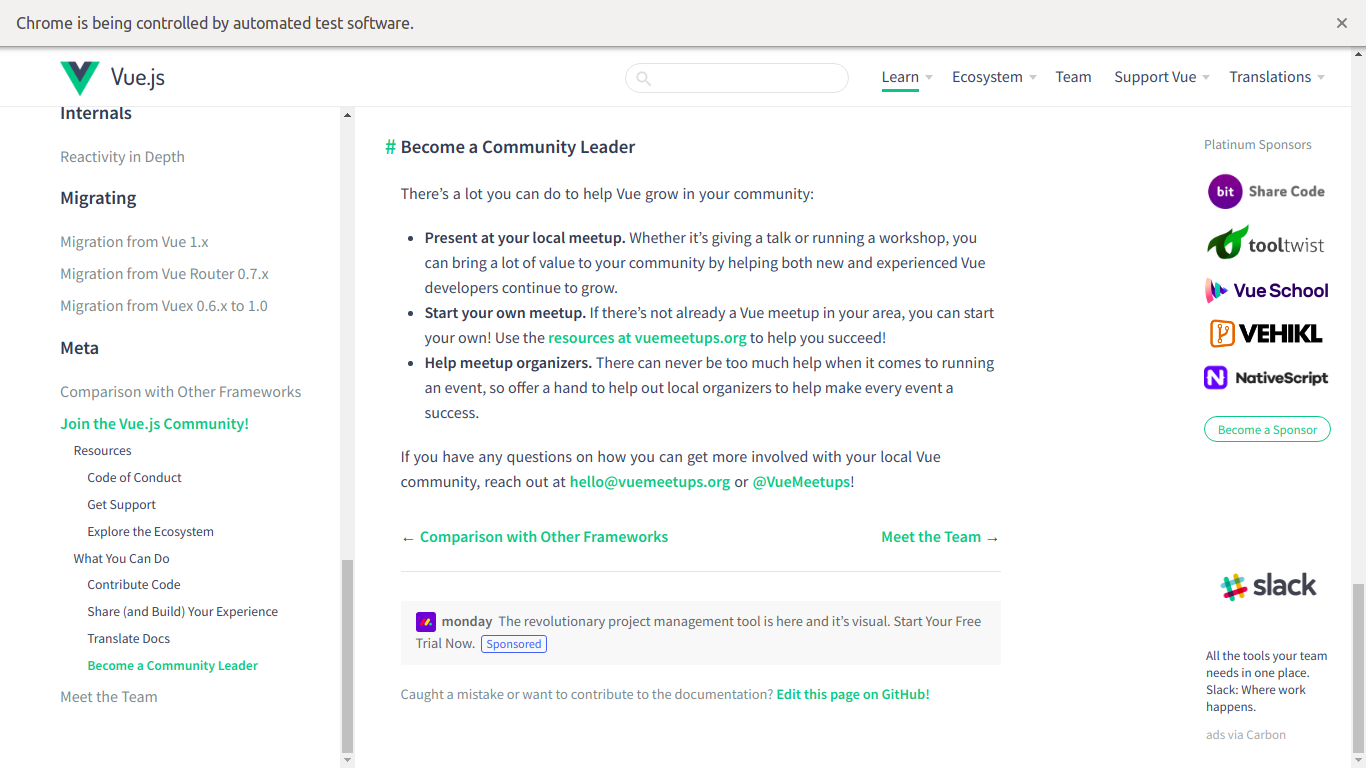 Chrome is being controlled by automated test software.
Vue.js
Learn Ecosystem Team Support Vue Translations
Internals
Reactivity in Depth
Migrating
Migration from Vue 1.x
Migration from Vue Router 0.7.x
Migration from Vuex 0.6.x to 1.0
Meta
Comparison with Other Frameworks
Join the Vue.js Community!
Resources
Code of Conduct
Get Support
Explore the Ecosystem
What You Can Do
Contribute Code
Share (and Build) Your Experience
Translate Docs
Become a Community Leader
Meet the Team
# Become a Community Leader
There’s a lot you can do to help Vue grow in your community:
• Present at your local meetup. Whether it’s giving a talk or running a workshop, you
can bring a lot of value to your community by helping both new and experienced Vue
developers continue to grow.
• Start your own meetup. If there’s not already a Vue meetup in your area, you can start
your own! Use the resources at vuemeetups.org to help you succeed!
• Help meetup organizers. There can never be too much help when it comes to running
an event, so offer a hand to help out local organizers to help make every event a
success.
If you have any questions on how you can get more involved with your local Vue
community, reach out at hello@vuemeetups.org or @VueMeetups!
← Comparison with Other Frameworks Meet the Team →
monday The revolutionary project management tool is here and it’s visual. Start Your Free
Trial Now. Sponsored
Caught a mistake or want to contribute to the documentation? Edit this page on GitHub!
Platinum Sponsors
bit Share Code
tooltwist
Vue School
VEHIKL
N NativeScript
Become a Sponsor
slack
All the tools your team
needs in one place.
Slack: Where work
happens.
ads via Carbon